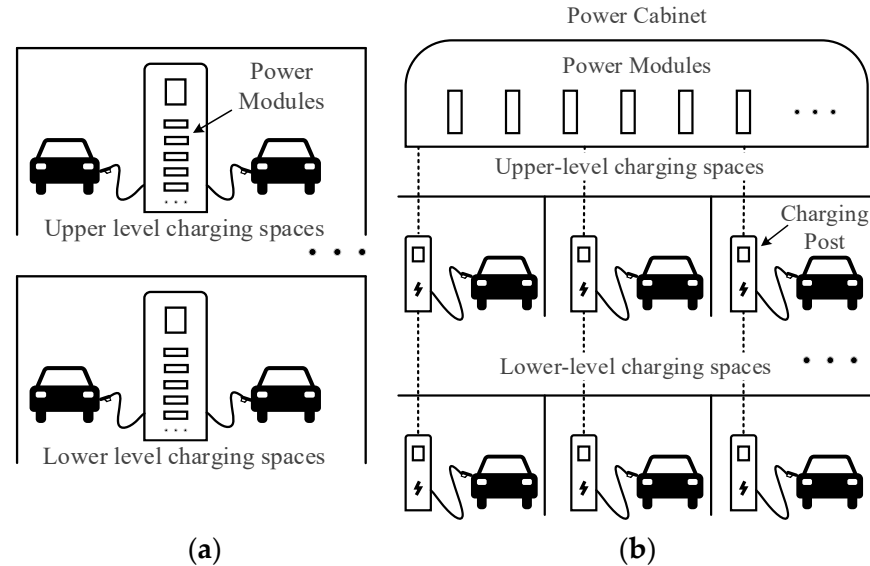 Power
Modules
Upper level charging spaces
. . .
Lower level charging spaces
(a)
Power Cabinet
Power Modules
. . .
Upper-level charging spaces
Charging
Post
Lower-level charging spaces
. . .
(b)